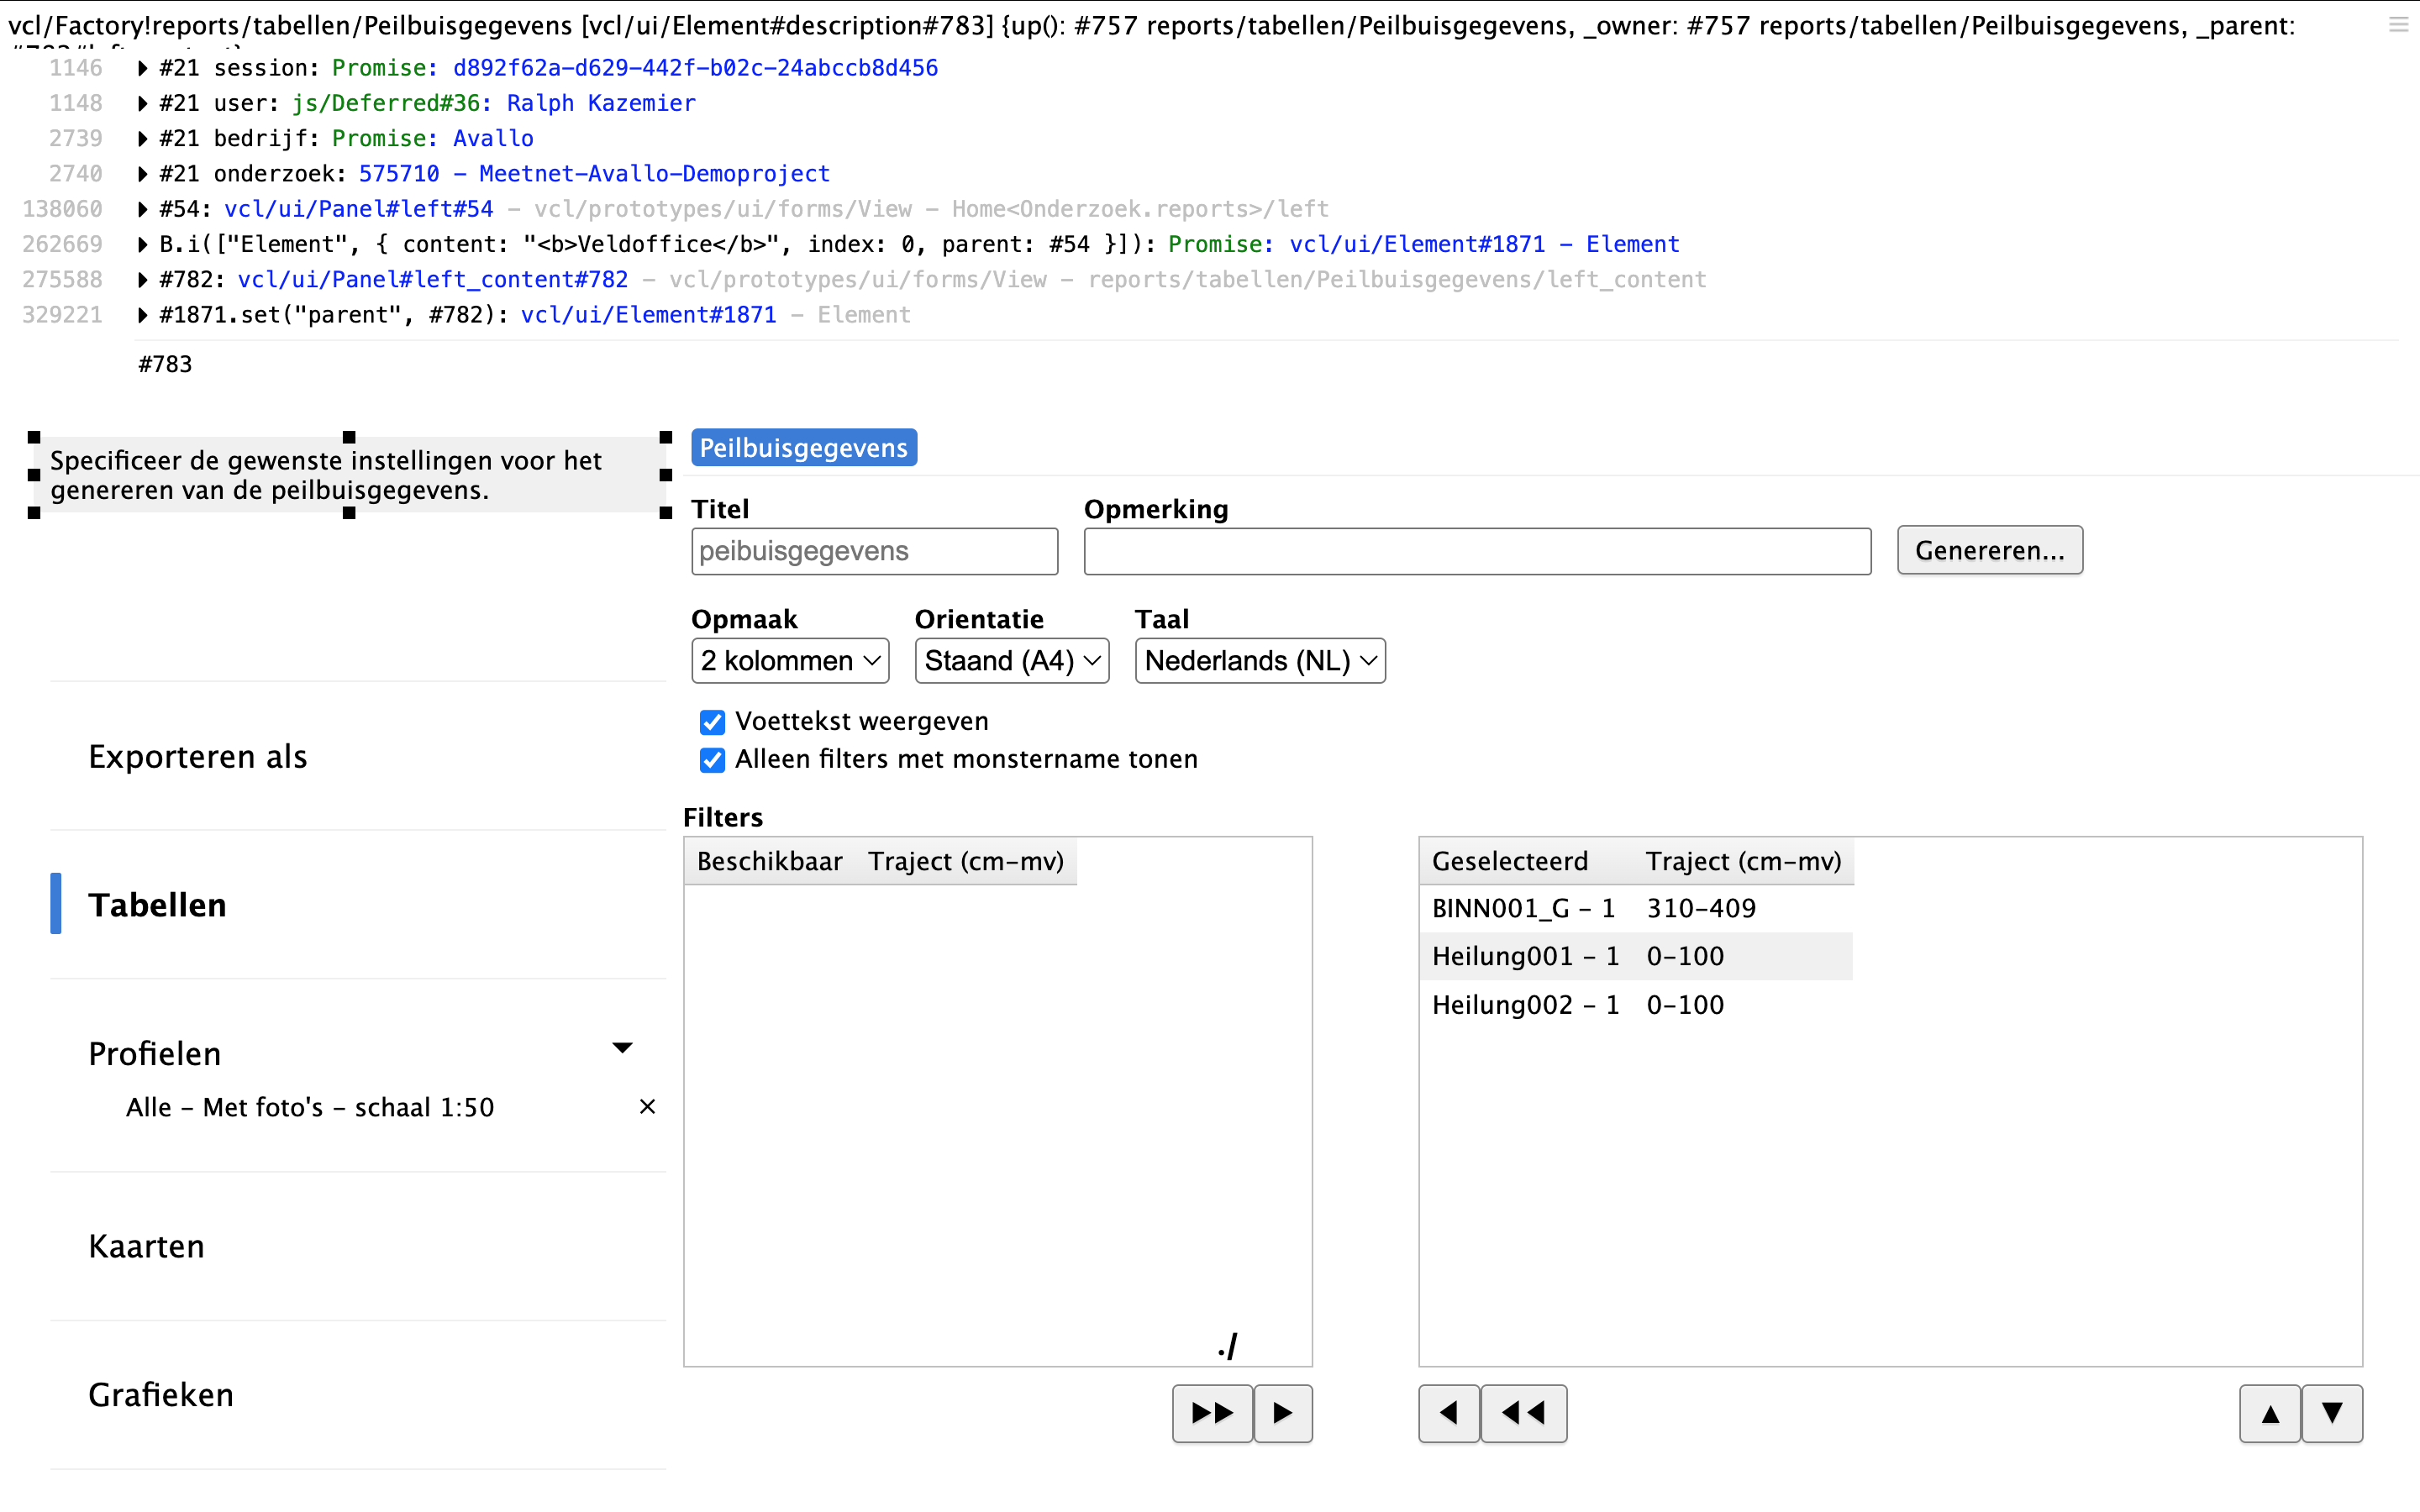 vcl/Factory!reports/tabellen/Peilbuisgegevens [vcl/ui/Element#description#783] {up(): #757 reports/tabellen/Peilbuisgegevens, _owner: #757 reports/tabellen/Peilbuisgegevens, _parent:
1146 #21 session: Promise: d892f62a-d629-442f-b02c-24abccb8d456
1148 #21 user: js/Deferred#36: Ralph Kazemier
2739 #21 bedrijf: Promise: Avallo
2740 #21 onderzoek: 575710 - Meetnet-Avallo-Demoproject
138060 #54: vcl/ui/Panel#left#54 - vcl/prototypes/ui/forms/View - Home<Onderzoek.reports>/left
262669 B.i(["Element", { content: "<b>Veldoffice</b>", index: 0, parent: #54 }]): Promise: vcl/ui/Element#1871 - Element
275588 #782: vcl/ui/Panel#left_content#782 - vcl/prototypes/ui/forms/View - reports/tabellen/Peilbuisgegevens/left_content
329221 #1871.set("parent", #782): vcl/ui/Element#1871 - Element
#783
Specificeer de gewenste instellingen voor het
genereren van de peilbuisgegevens.
Exporteren als
Tabellen
Profielen
Alle - Met foto's - schaal 1:50 ×
Kaarten
Grafieken
Peilbuisgegevens
Titel Opmerking
peibuisgegevens Genereren...
Opmaak Orientatie Taal
2 kolommen Staand (A4) Nederlands (NL)
Voettekst weergeven
Alleen filters met monstername tonen
Filters
Beschikbaar Traject (cm-mv)
./
Geselecteerd Traject (cm-mv)
BINN001_G - 1 310-409
Heilung001 - 1 0-100
Heilung002 - 1 0-100